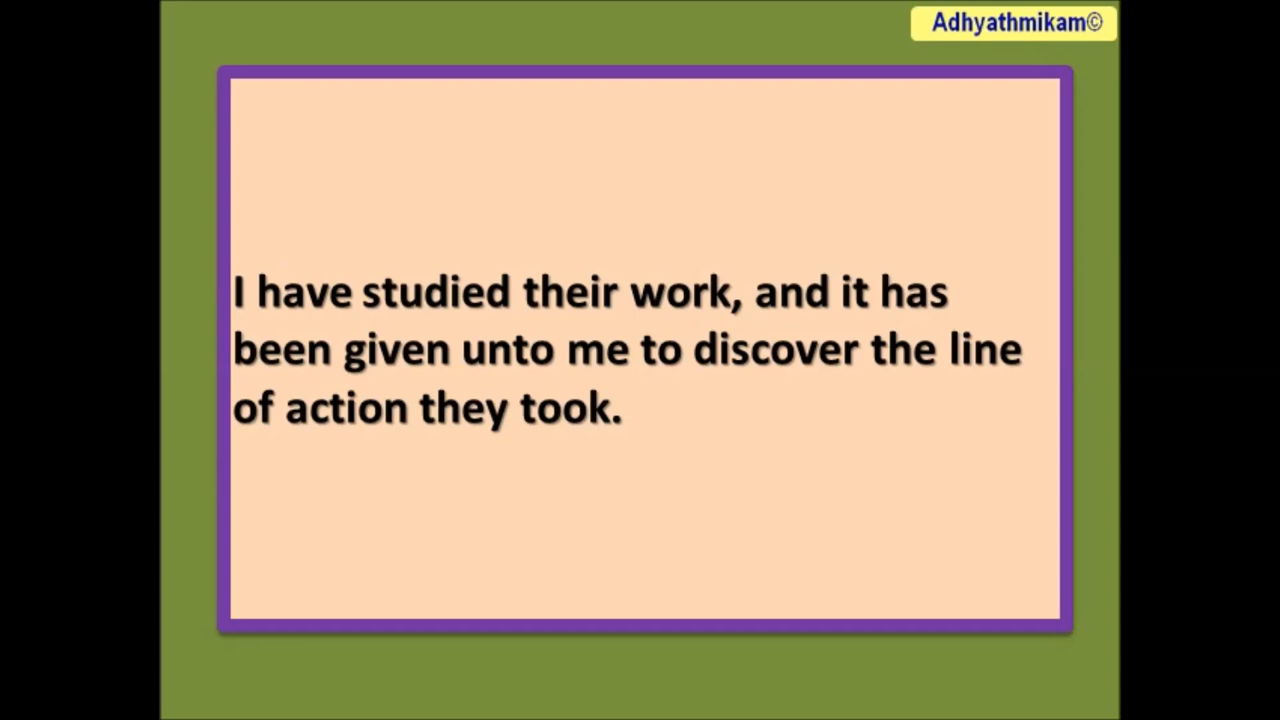 Adhyathmikam©
I have studied their work, and it has
been given unto me to discover the line
of action they took.